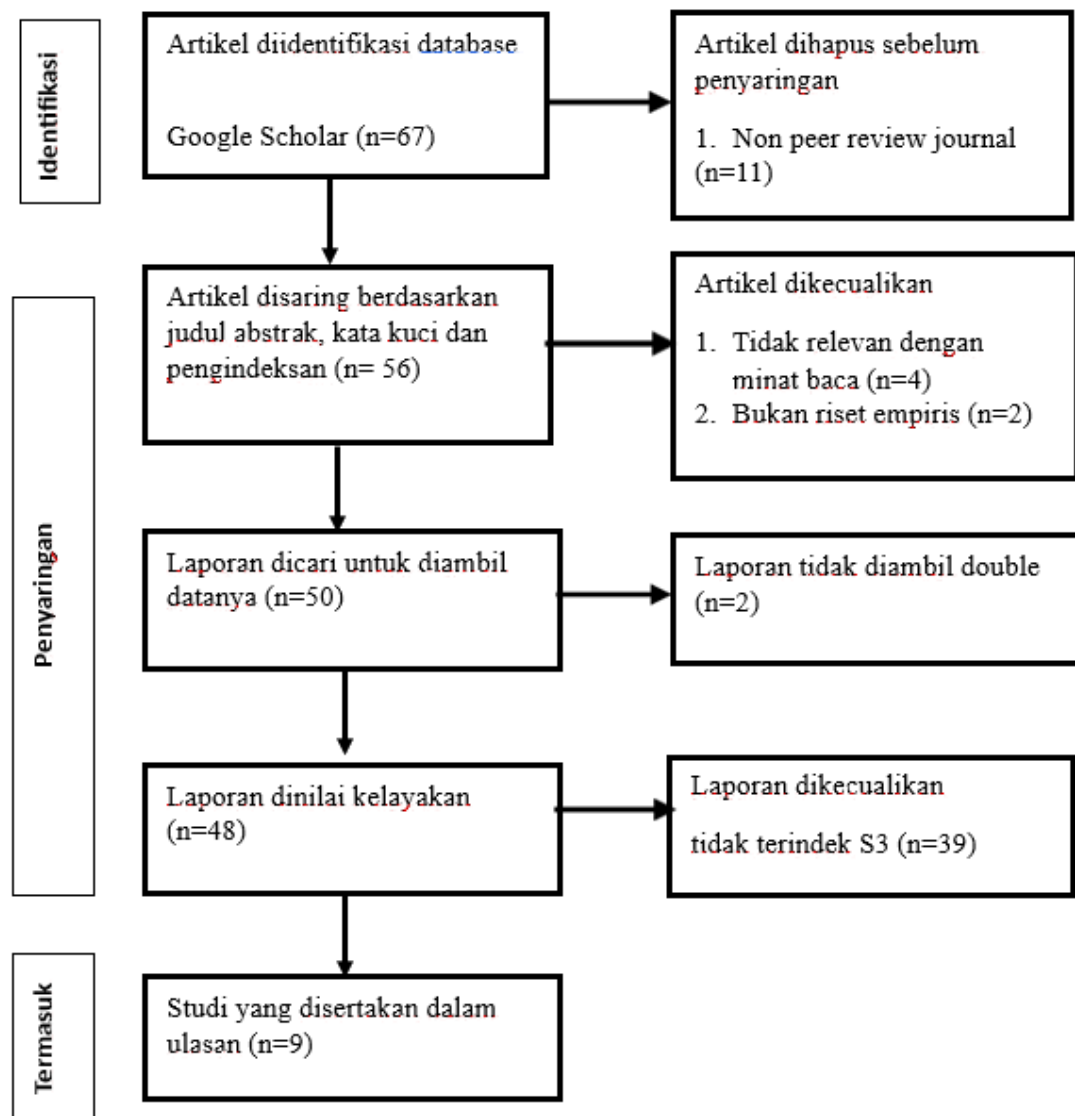 Identifikasi
Artikel diidentifikasi database
Google Scholar (n=67)
Artikel dihapus sebelum
penyaringan
1. Non peer review journal
(n=11)
Penyaringan
Artikel disaring berdasarkan
judul abstrak, kata kuci dan
pengindeksan (n= 56)
Artikel dikecualikan
1. Tidak relevan dengan
minat baca (n=4)
2. Bukan riset empiris (n=2)
Laporan dicari untuk diambil
datanya (n=50)
Laporan tidak diambil double
(n=2)
Laporan dinilai kelayakan
(n=48)
Laporan dikecualikan
tidak terindek S3 (n=39)
Termasuk
Studi yang disertakan dalam
ulasan (n=9)